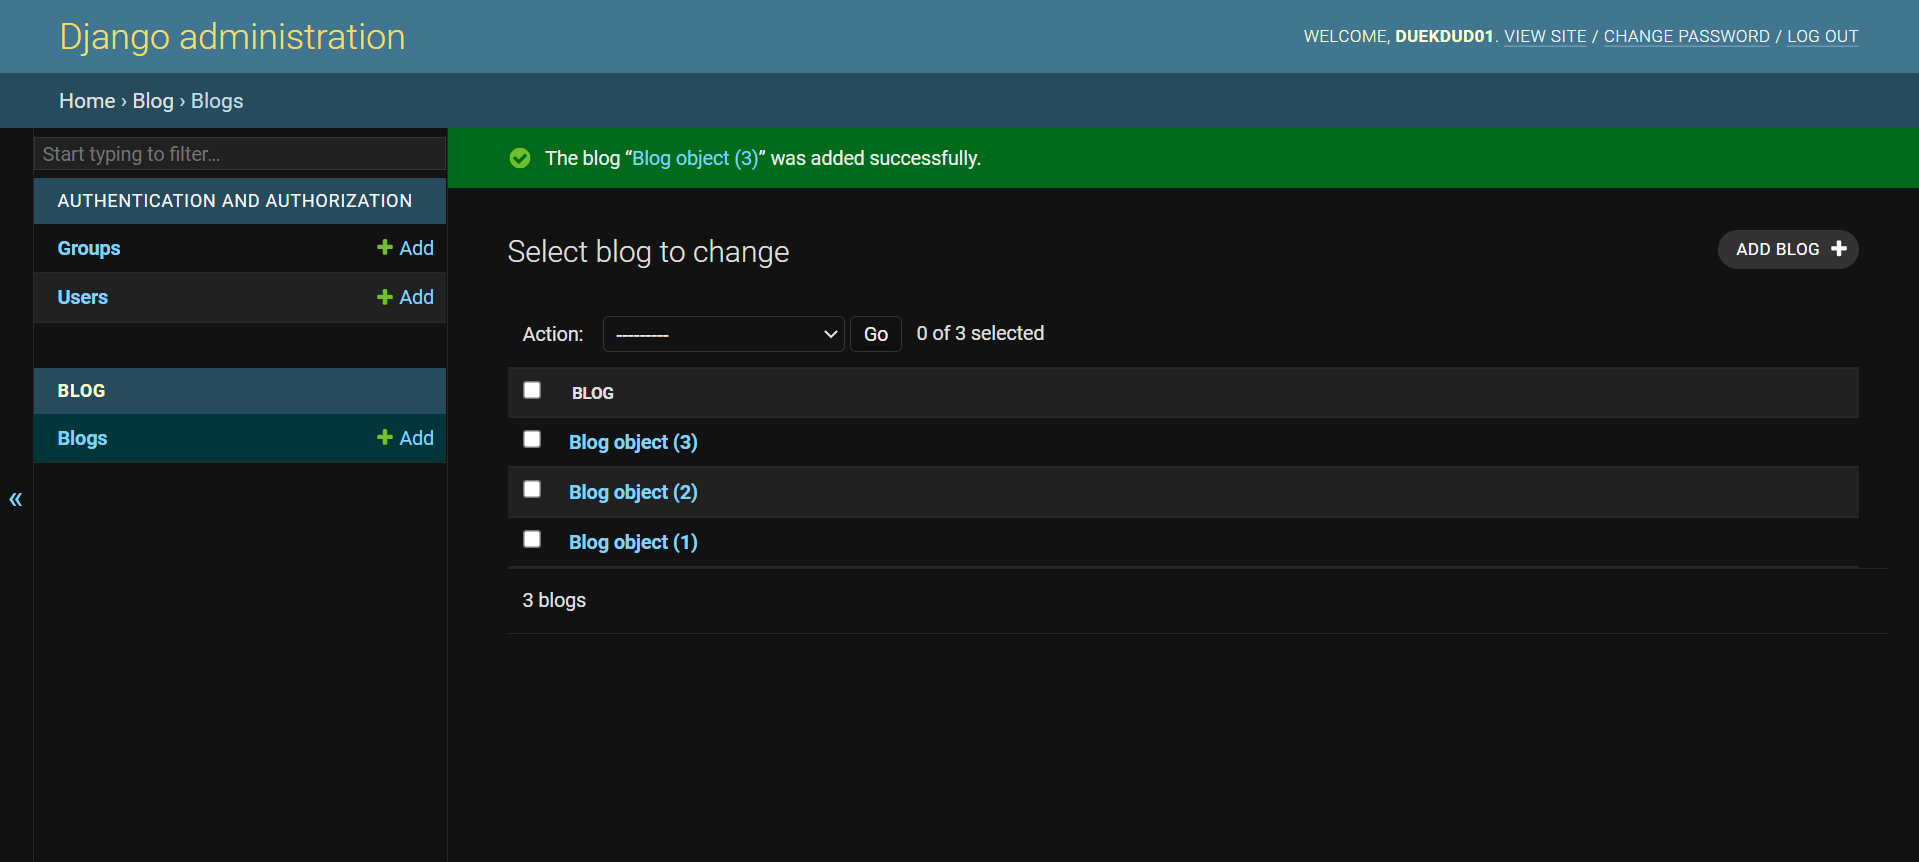 Django administration
WELCOME, DUEKDUD01. VIEW SITE / CHANGE PASSWORD / LOG OUT
Home › Blog › Blogs
Start typing to filter...
AUTHENTICATION AND AUTHORIZATION
Groups + Add
Users + Add
BLOG
Blogs + Add
«
The blog “Blog object (3)” was added successfully.
Select blog to change
ADD BLOG +
Action: --------- Go 0 of 3 selected
BLOG
Blog object (3)
Blog object (2)
Blog object (1)
3 blogs